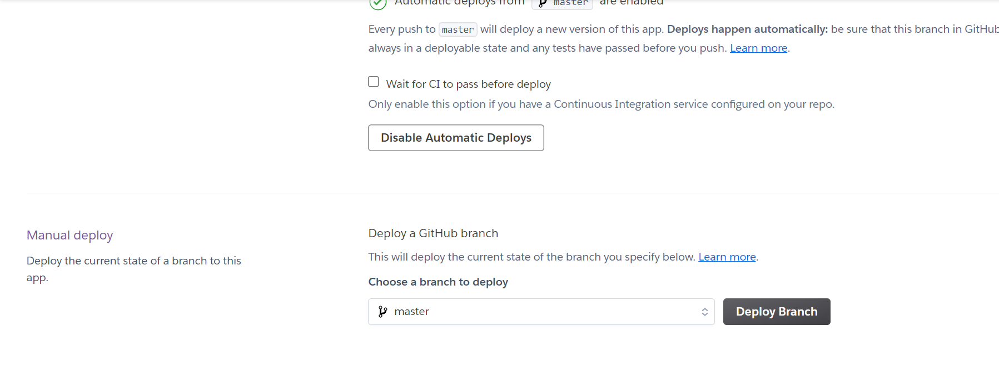 Automatic deploys from master are enabled
Every push to master will deploy a new version of this app. Deploys happen automatically: be sure that this branch in GitHub
always in a deployable state and any tests have passed before you push. Learn more.
Wait for CI to pass before deploy
Only enable this option if you have a Continuous Integration service configured on your repo.
Disable Automatic Deploys
Manual deploy
Deploy the current state of a branch to this
app.
Deploy a GitHub branch
This will deploy the current state of the branch you specify below. Learn more.
Choose a branch to deploy
master
Deploy Branch